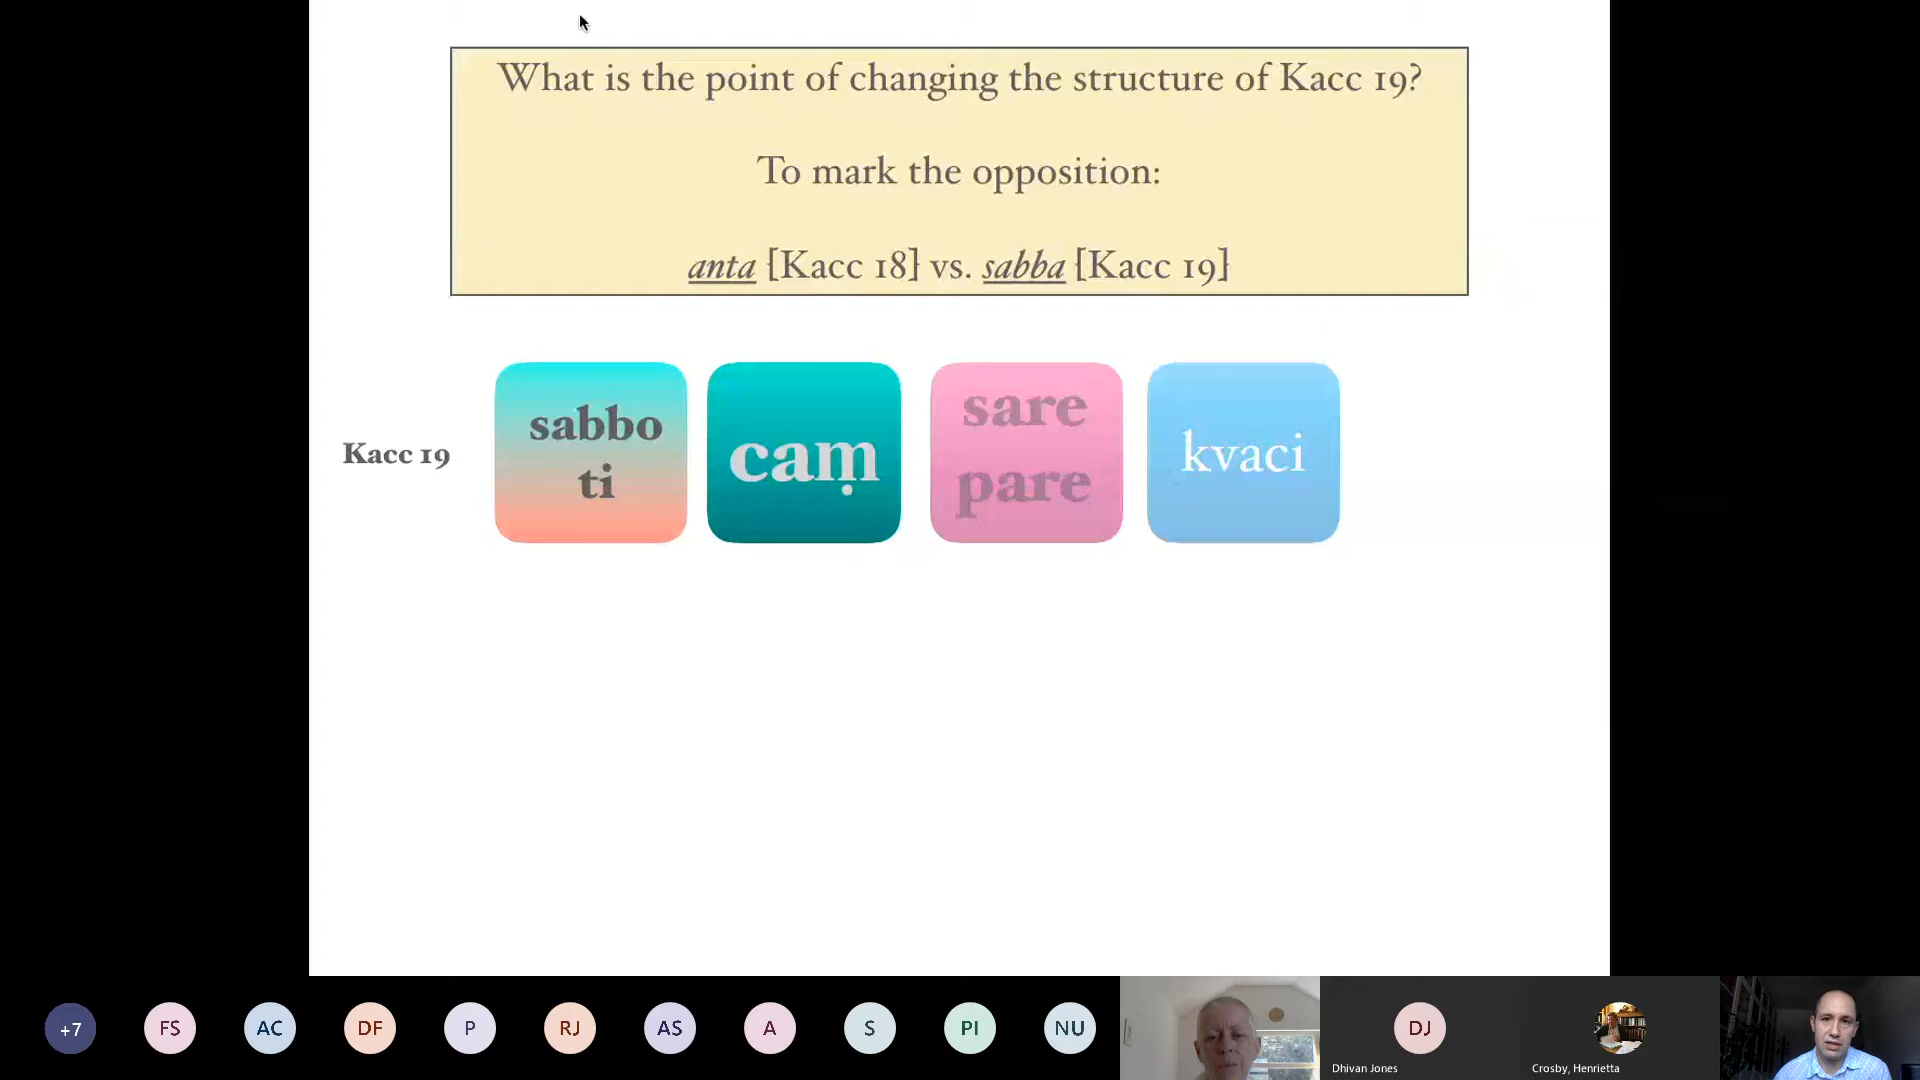 What is the point of changing the structure of Kacc 19?
To mark the opposition:
anta [Kacc 18] vs. sabba [Kacc 19]
Kacc 19
sabbo
ti
caṃ
sare
pare
kvaci
+7
FS
AC
DF
P
RJ
AS
A
S
PI
NU
DJ
Dhivan Jones
Crosby, Henrietta